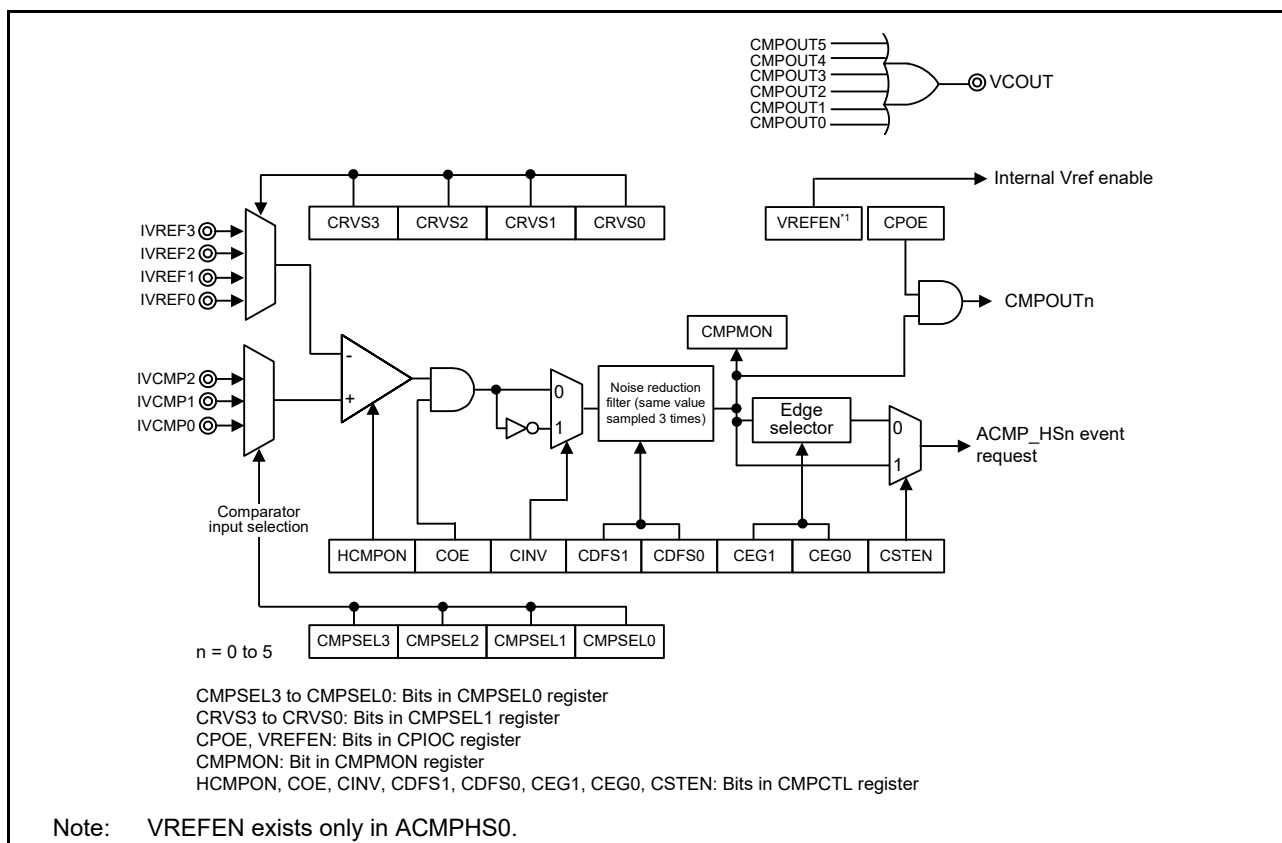 CMPOUT5
CMPOUT4
CMPOUT3
CMPOUT2
CMPOUT1
CMPOUT0
VCOUT
Internal Vref enable
CRVS3 CRVS2 CRVS1 CRVS0
VREFEN*1 CPOE
IVREF3
IVREF2
IVREF1
IVREF0
CMPOUTn
CMPMON
IVCMP2
IVCMP1
IVCMP0
-
+
0
1
Noise reduction
filter (same value
sampled 3 times)
Edge
selector
0
1
ACMP_HSn event
request
Comparator
input selection
HCMPON COE CINV CDFS1 CDFS0 CEG1 CEG0 CSTEN
CMPSEL3 CMPSEL2 CMPSEL1 CMPSEL0
n = 0 to 5
CMPSEL3 to CMPSEL0: Bits in CMPSEL0 register
CRVS3 to CRVS0: Bits in CMPSEL1 register
CPOE, VREFEN: Bits in CPIOC register
CMPMON: Bit in CMPMON register
HCMPON, COE, CINV, CDFS1, CDFS0, CEG1, CEG0, CSTEN: Bits in CMPCTL register
Note: VREFEN exists only in ACMPHS0.